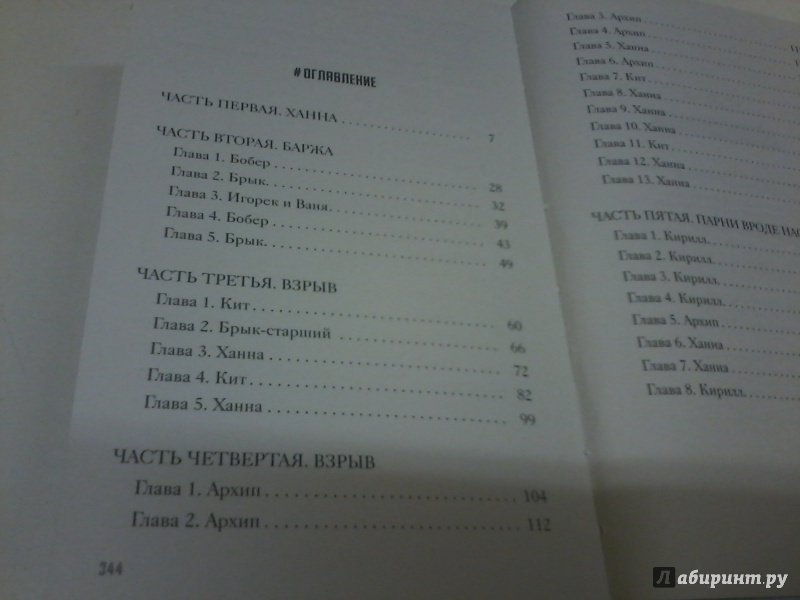 # ОГЛАВЛЕНИЕ
ЧАСТЬ ПЕРВАЯ. ХАННА 7
ЧАСТЬ ВТОРАЯ. БАРЖА
Глава 1. Бобер 28
Глава 2. Брык. 32
Глава 3. Игорек и Ваня. 39
Глава 4. Бобер 43
Глава 5. Брык. 49
ЧАСТЬ ТРЕТЬЯ. ВЗРЫВ
Глава 1. Кит 60
Глава 2. Брык-старший 66
Глава 3. Ханна 72
Глава 4. Кит 82
Глава 5. Ханна 99
ЧАСТЬ ЧЕТВЕРТАЯ. ВЗРЫВ
Глава 1. Архип 104
Глава 2. Архип 112
344
Глава 3. Архип
Глава 4. Архип
Глава 5. Ханна
Глава 6. Архип
Глава 7. Кит
Глава 8. Ханна
Глава 9. Ханна
Глава 10. Ханна
Глава 11. Кит
Глава 12. Ханна
Глава 13. Ханна
ЧАСТЬ ПЯТАЯ. ПАРНИ ВРОДЕ НАС
Глава 1. Кирилл.
Глава 2. Кирилл.
Глава 3. Кирилл.
Глава 4. Кирилл.
Глава 5. Архип
Глава 6. Ханна
Глава 7. Ханна
Глава 8. Кирилл.
Лабиринт.ру